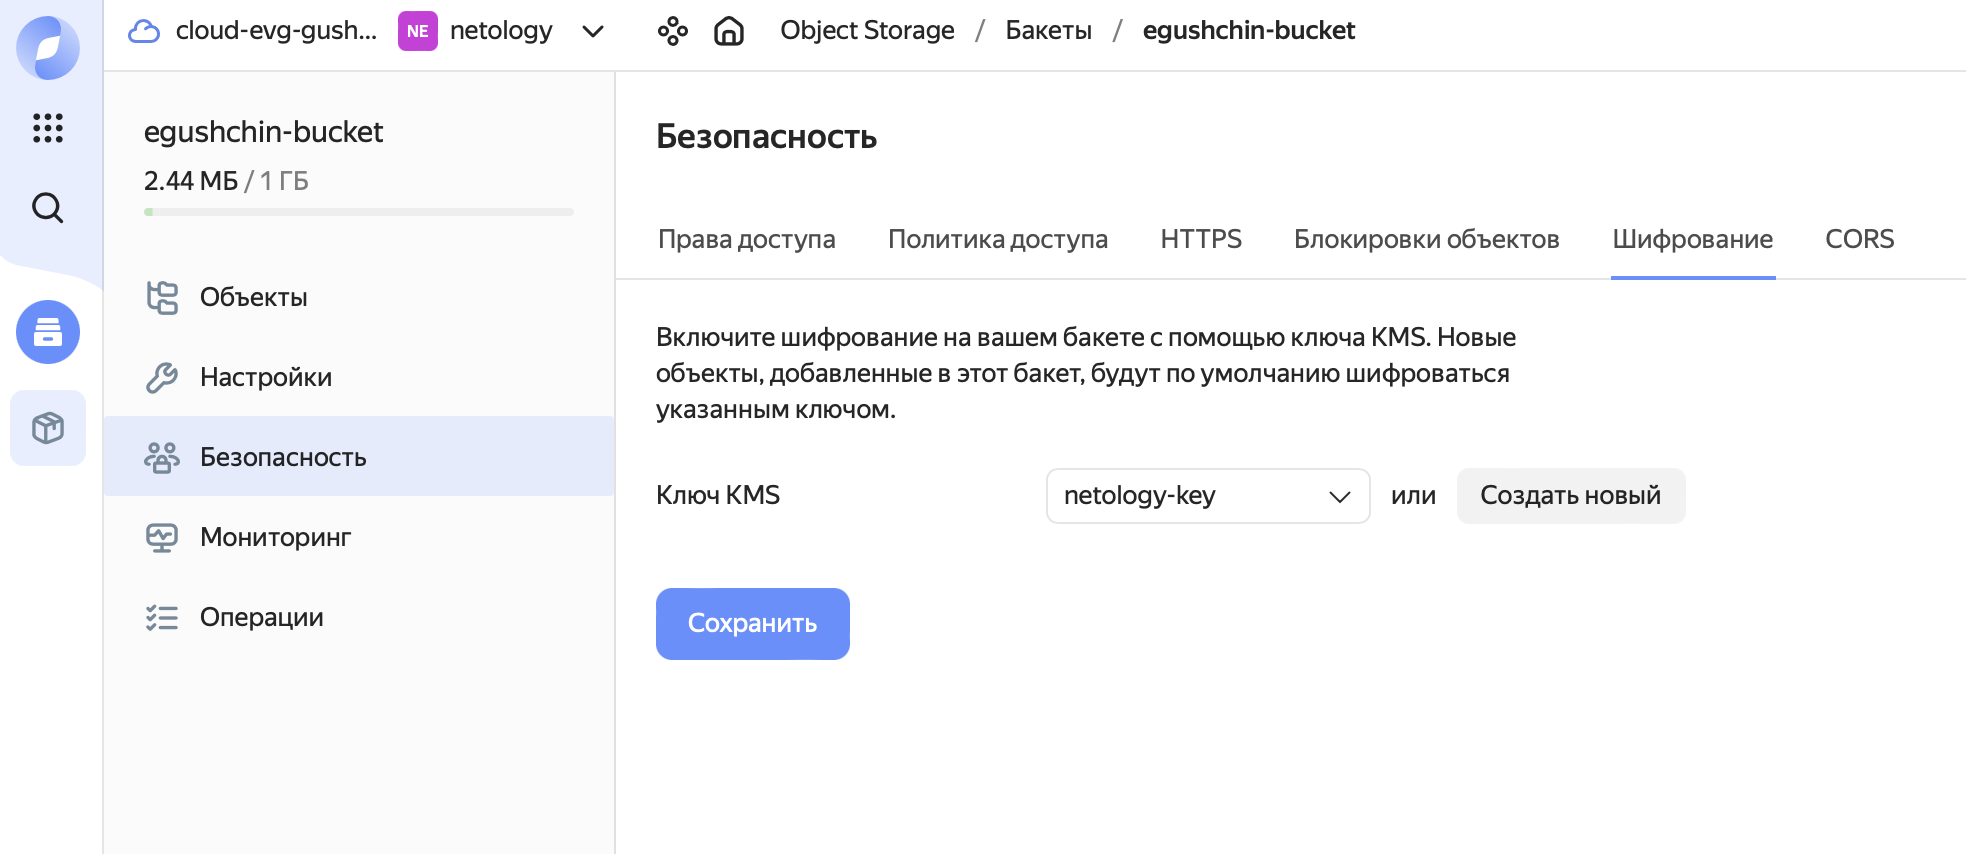 cloud-evg-gush... NE netology
Object Storage / Бакеты / egushchin-bucket
egushchin-bucket
2.44 МБ / 1 ГБ
Объекты
Настройки
Безопасность
Мониторинг
Операции
Безопасность
Права доступа Политика доступа HTTPS Блокировки объектов Шифрование CORS
Включите шифрование на вашем бакете с помощью ключа KMS. Новые
объекты, добавленные в этот бакет, будут по умолчанию шифроваться
указанным ключом.
Ключ KMS netology-key или Создать новый
Сохранить